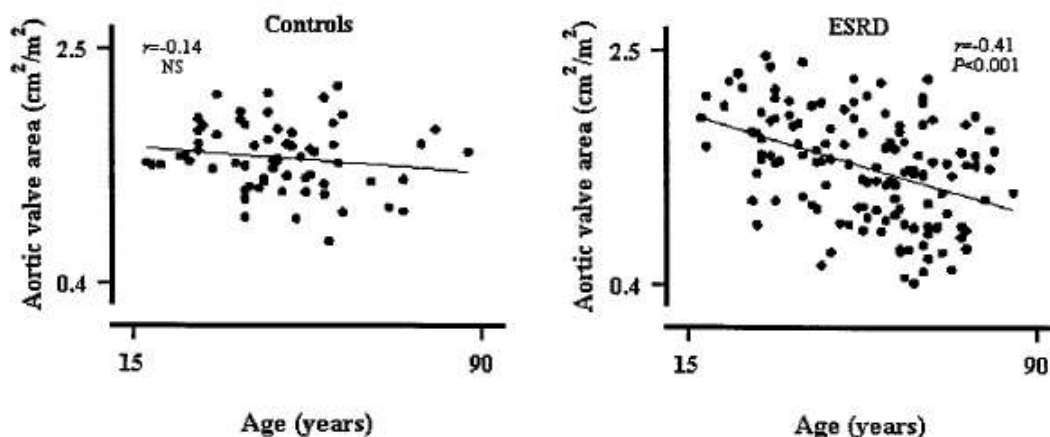 Controls
r=-0.14
NS
2.5
0.4
Aortic valve area (cm²/m²)
15
90
Age (years)
ESRD
r=-0.41
P<0.001
2.5
0.4
Aortic valve area (cm²/m²)
15
90
Age (years)